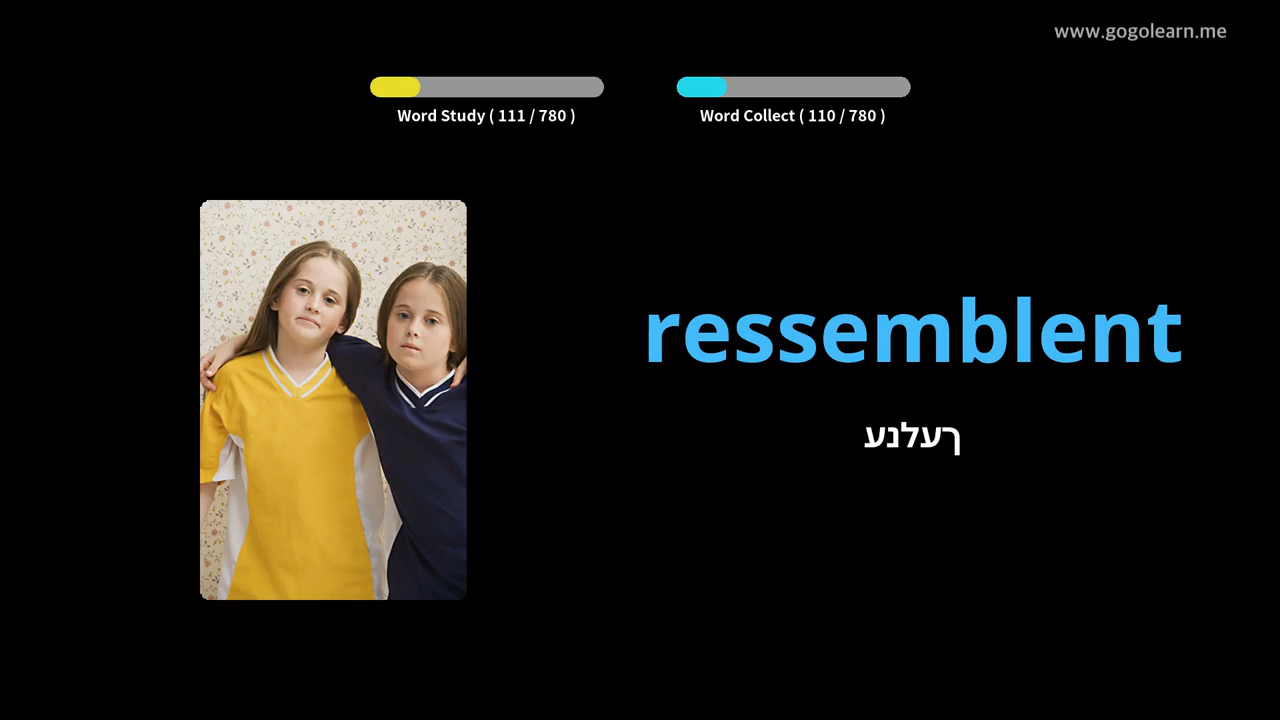 www.gogolearn.me
Word Study ( 111 / 780 )
Word Collect ( 110 / 780 )
ressemblent
ךעלנע